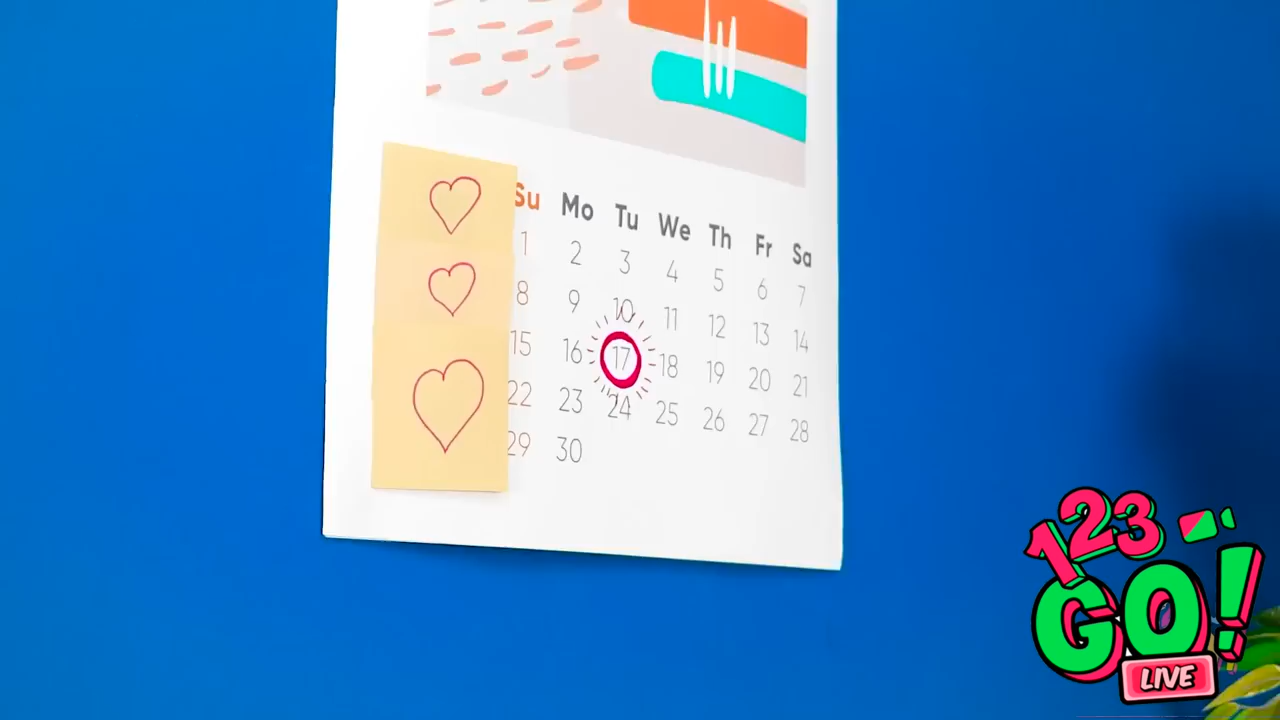 Su Mo Tu We Th Fr Sa
1 2 3 4 5 6 7
8 9 10 11 12 13 14
15 16 17 18 19 20 21
22 23 24 25 26 27 28
29 30
123
GO!
LIVE